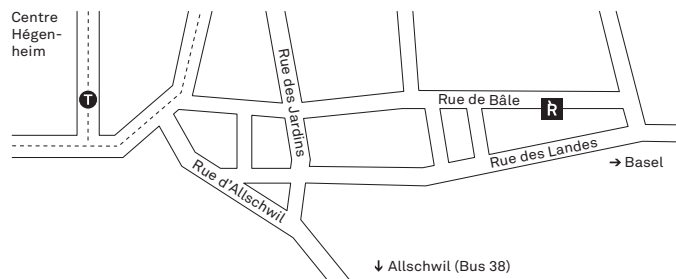 Centre
Hégen-
heim
T
Rue des Jardins
Rue de Bâle
R
Rue des Landes
→ Basel
Rue d'Allschwil
↓ Allschwil (Bus 38)